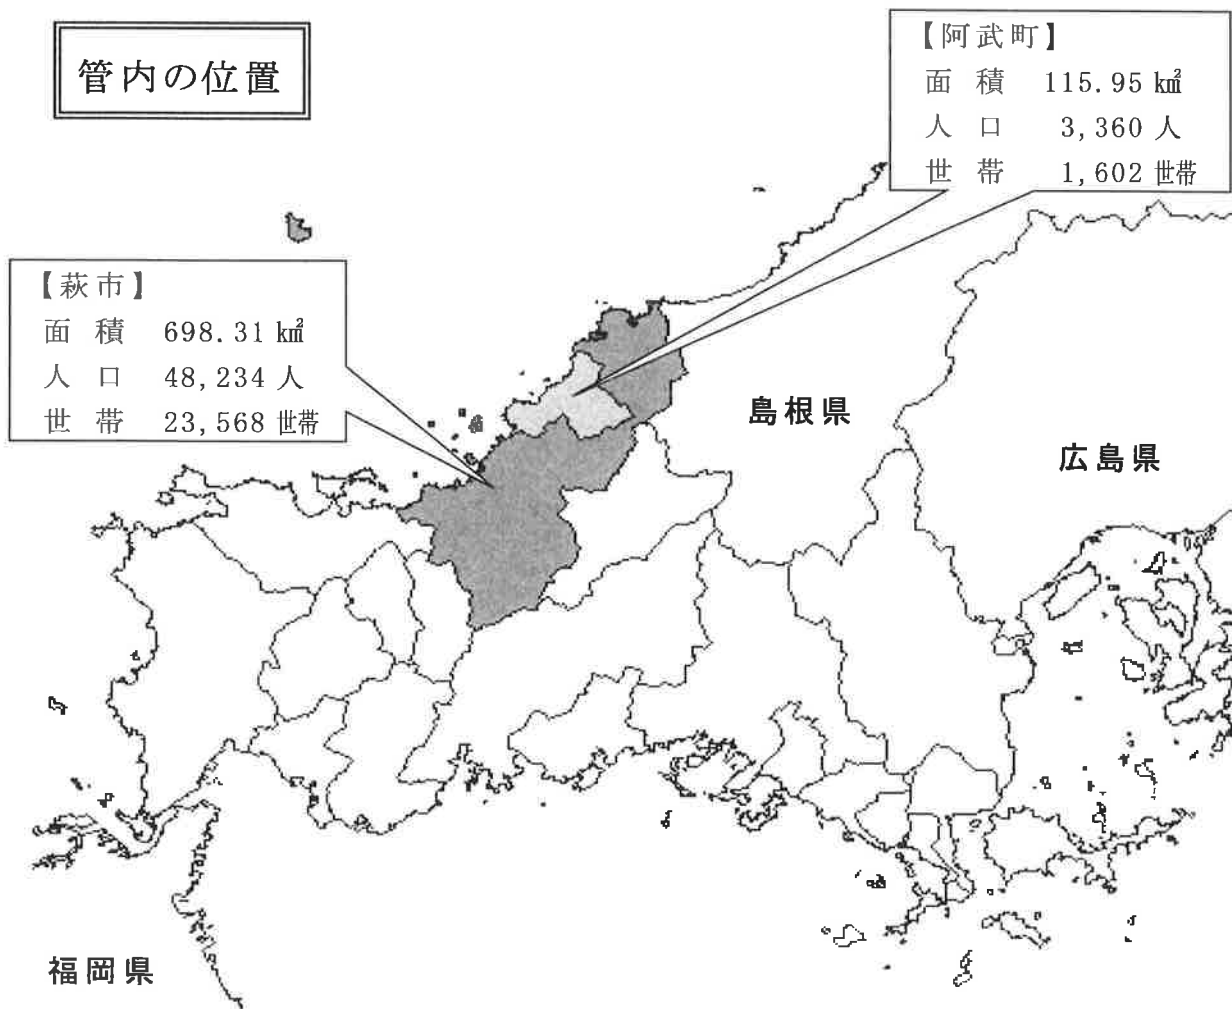 管内の位置
【阿武町】
面 積 115.95 ㎢
人 口 3,360 人
世 帯 1,602 世帯
【萩市】
面 積 698.31 ㎢
人 口 48,234 人
世 帯 23,568 世帯
島根県
広島県
福岡県